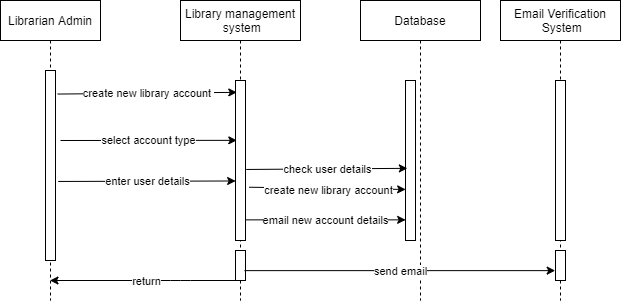 Librarian Admin
Library management
system
Database
Email Verification
System
create new library account
select account type
check user details
enter user details
create new library account
email new account details
send email
return